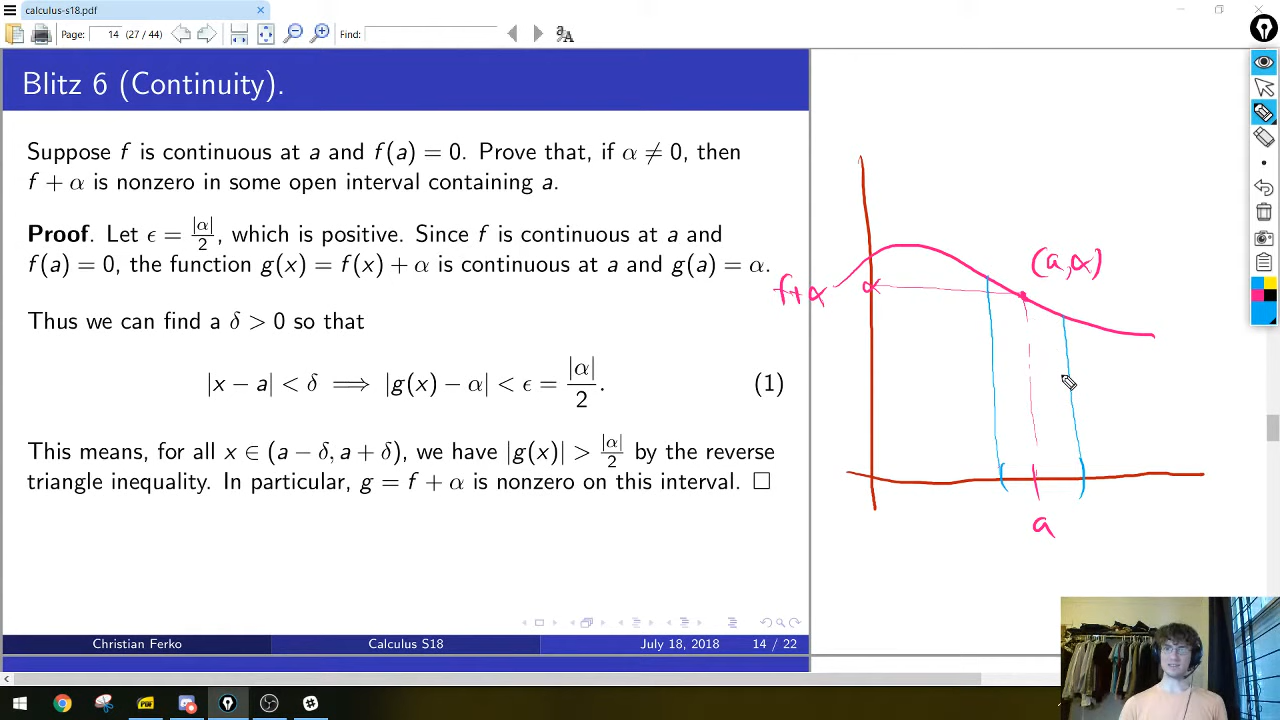 calculus-s18.pdf
Page: 14 (27 / 44) Find:
Blitz 6 (Continuity).
Suppose f is continuous at a and f(a) = 0. Prove that, if α ≠ 0, then
f + α is nonzero in some open interval containing a.
Proof. Let ϵ = |α|/2, which is positive. Since f is continuous at a and
f(a) = 0, the function g(x) = f(x) + α is continuous at a and g(a) = α.
Thus we can find a δ > 0 so that
|x − a| < δ ⟹ |g(x) − α| < ϵ = |α|/2. (1)
This means, for all x ∈ (a − δ, a + δ), we have |g(x)| > |α|/2 by the reverse
triangle inequality. In particular, g = f + α is nonzero on this interval. □
(a,α)
f+α
α
a
Christian Ferko Calculus S18 July 18, 2018 14 / 22